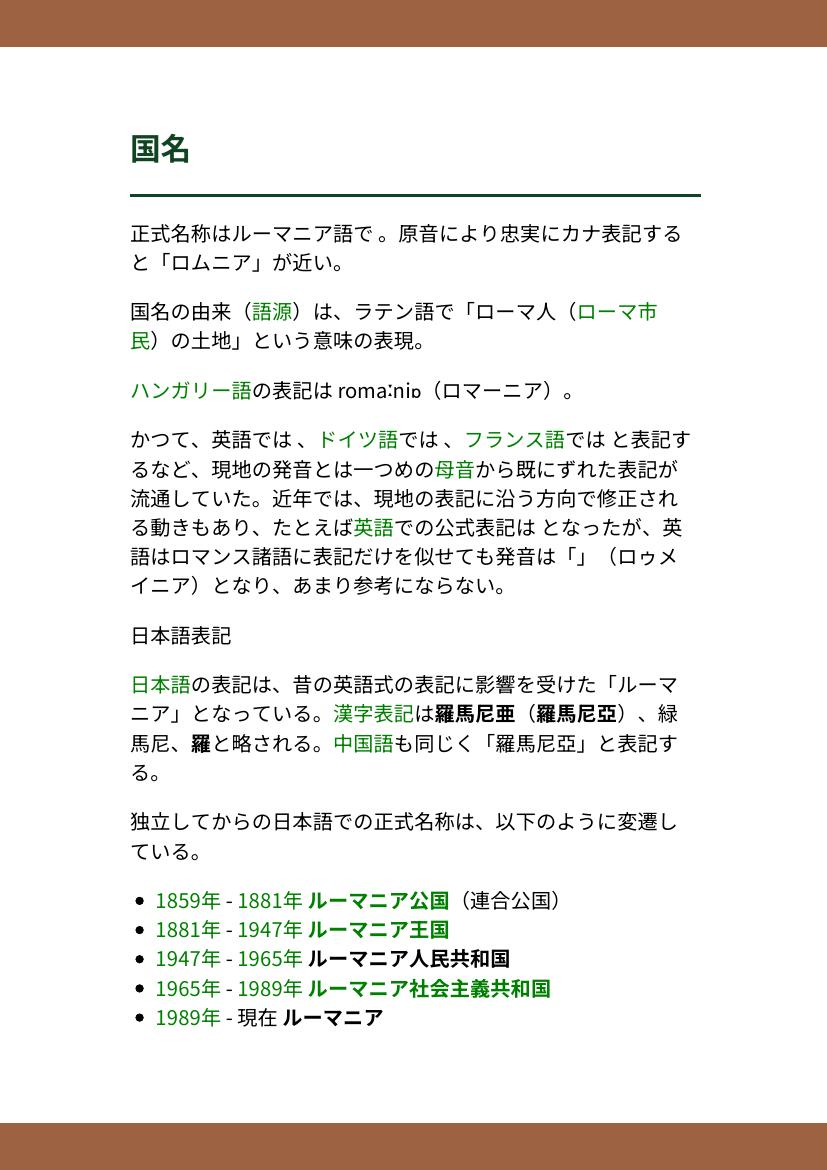 国名
正式名称はルーマニア語で 。原音により忠実にカナ表記する
と「ロムニア」が近い。
国名の由来（語源）は、ラテン語で「ローマ人（ローマ市
民）の土地」という意味の表現。
ハンガリー語の表記は romaːniɒ（ロマーニア）。
かつて、英語では 、ドイツ語では 、フランス語では と表記す
るなど、現地の発音とは一つめの母音から既にずれた表記が
流通していた。近年では、現地の表記に沿う方向で修正され
る動きもあり、たとえば英語での公式表記は となったが、英
語はロマンス諸語に表記だけを似せても発音は「」（ロゥメ
イニア）となり、あまり参考にならない。
日本語表記
日本語の表記は、昔の英語式の表記に影響を受けた「ルーマ
ニア」となっている。漢字表記は羅馬尼亜（羅馬尼亞）、緑
馬尼、羅と略される。中国語も同じく「羅馬尼亞」と表記す
る。
独立してからの日本語での正式名称は、以下のように変遷し
ている。
• 1859年 - 1881年 ルーマニア公国（連合公国）
• 1881年 - 1947年 ルーマニア王国
• 1947年 - 1965年 ルーマニア人民共和国
• 1965年 - 1989年 ルーマニア社会主義共和国
• 1989年 - 現在 ルーマニア